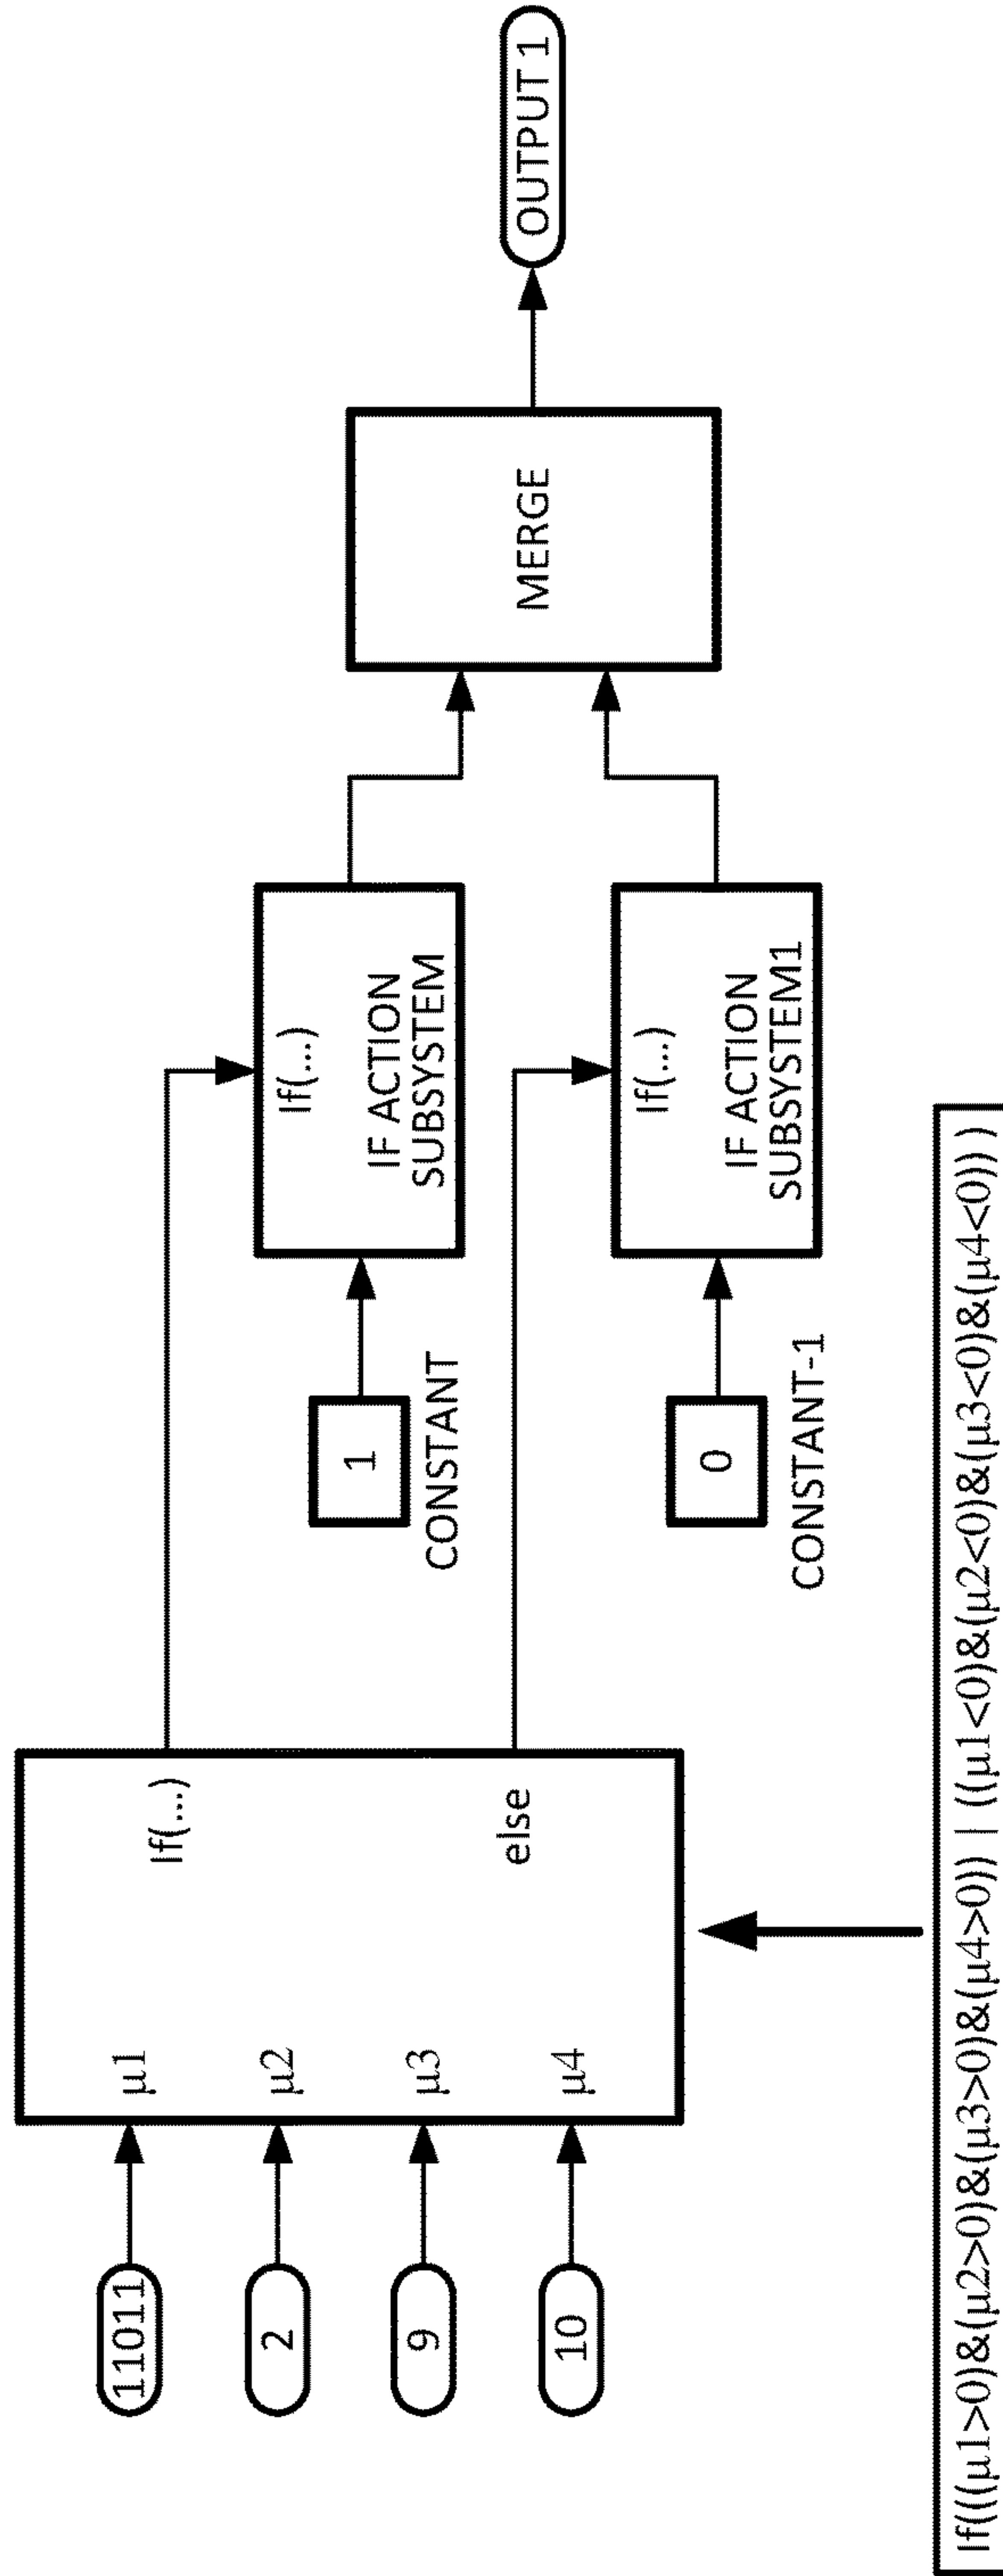 11011
2
9
10
μ1
μ2
μ3
μ4
If(...)
else
1
CONSTANT
0
CONSTANT-1
If(...)
IF ACTION
SUBSYSTEM
If(...)
IF ACTION
SUBSYSTEM1
MERGE
OUTPUT 1
If(((μ1>0)&(μ2>0)&(μ3>0)&(μ4>0)) | ((μ1<0)&(μ2<0)&(μ3<0)&(μ4<0))) )